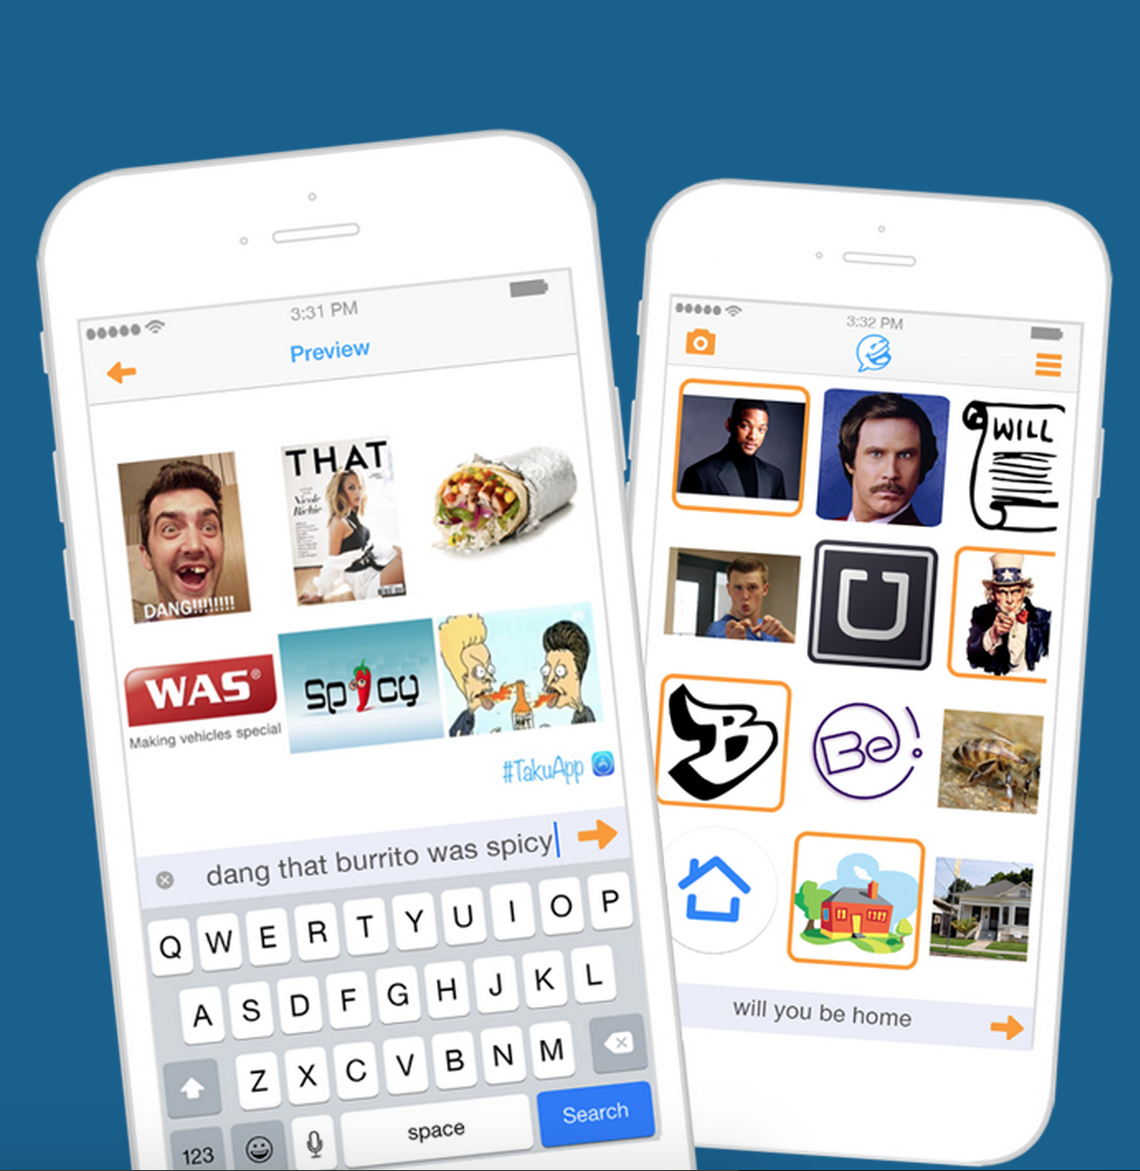 3:31 PM
Preview
DANG!!!!!!!!
THAT
Nicole
Richie
WAS®
Making vehicles special
Spicy
HOT
#TakuApp
dang that burrito was spicy
Q W E R T Y U I O P
A S D F G H J K L
Z X C V B N M
123
space
Search
3:32 PM
WILL
U
B
Be!
will you be home